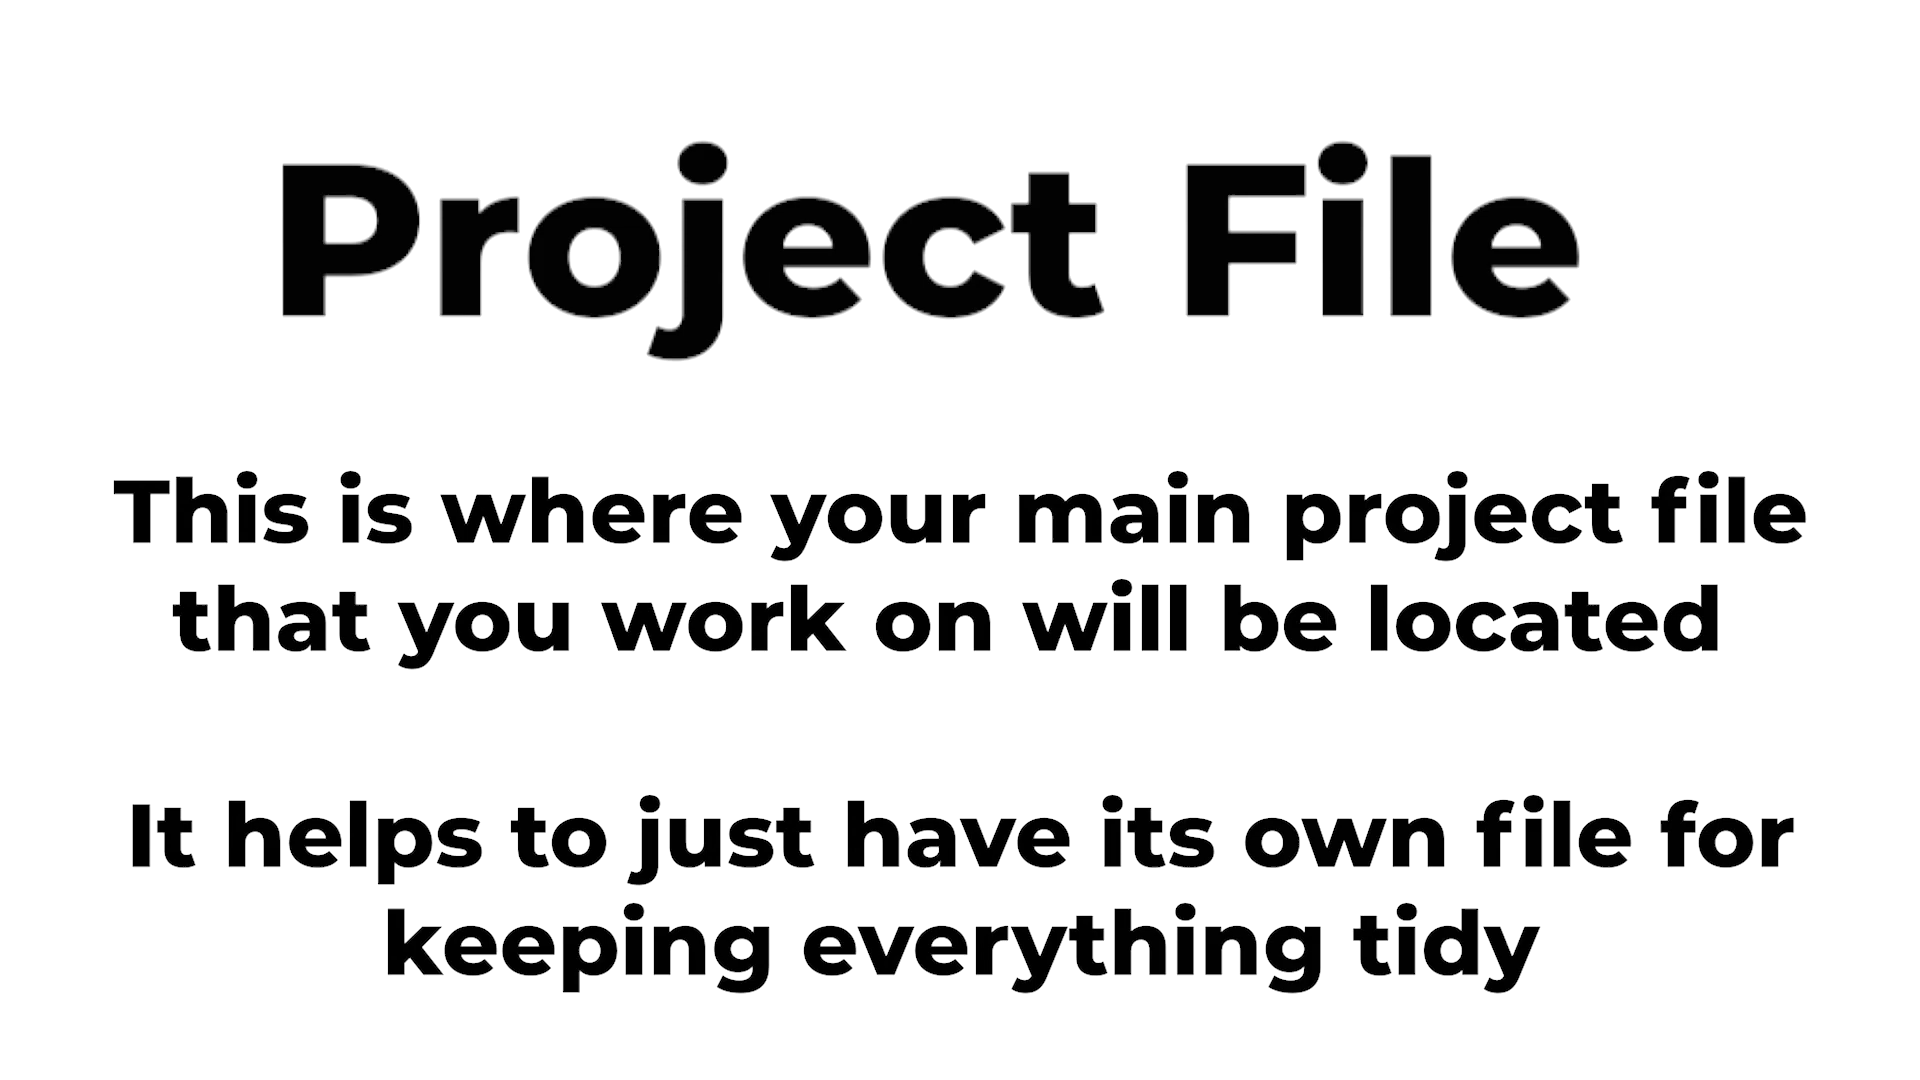 Project File
This is where your main project file
that you work on will be located
It helps to just have its own file for
keeping everything tidy